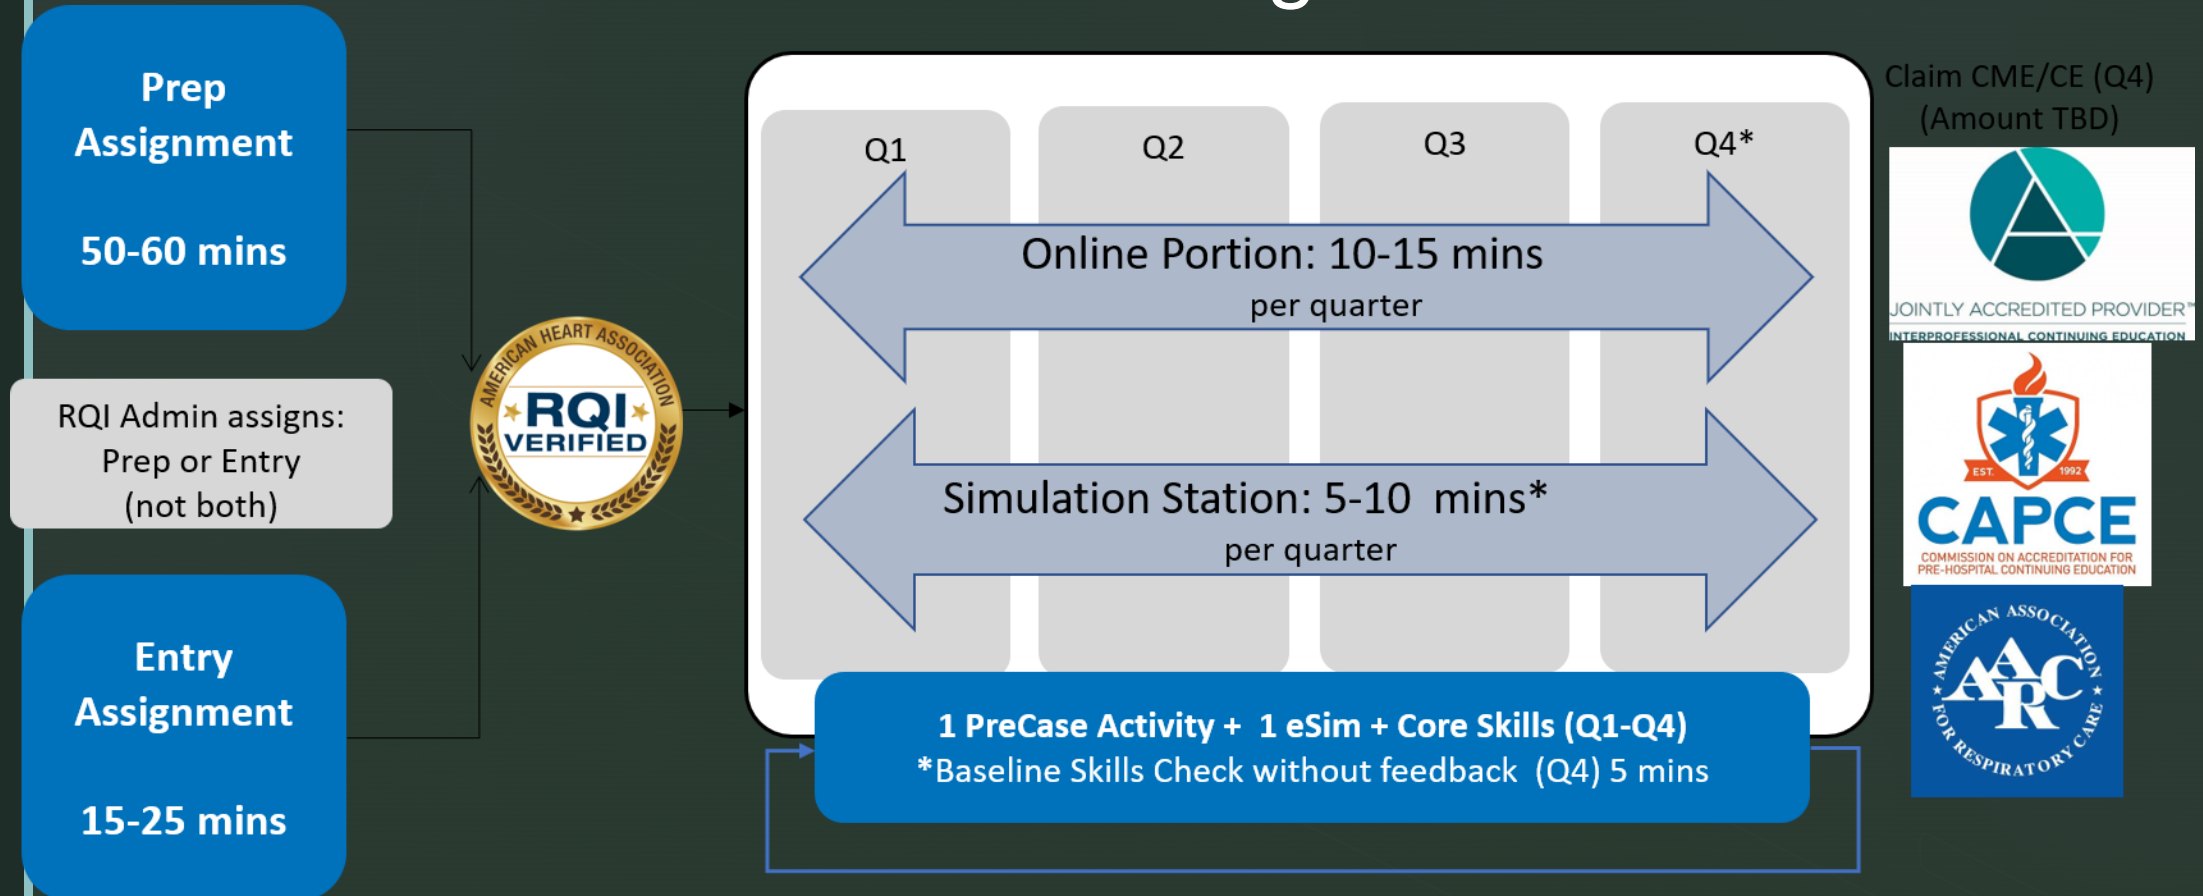 Prep
Assignment
50-60 mins
RQI Admin assigns:
Prep or Entry
(not both)
Entry
Assignment
15-25 mins
AMERICAN HEART ASSOCIATION
RQI
VERIFIED
Q1
Q2
Q3
Q4*
Online Portion: 10-15 mins
per quarter
Simulation Station: 5-10 mins*
per quarter
1 PreCase Activity + 1 eSim + Core Skills (Q1-Q4)
*Baseline Skills Check without feedback (Q4) 5 mins
Claim CME/CE (Q4)
(Amount TBD)
JOINTLY ACCREDITED PROVIDER™
INTERPROFESSIONAL CONTINUING EDUCATION
EST. 1992
CAPCE
COMMISSION ON ACCREDITATION FOR
PRE-HOSPITAL CONTINUING EDUCATION
AMERICAN ASSOCIATION
AARC
FOR RESPIRATORY CARE